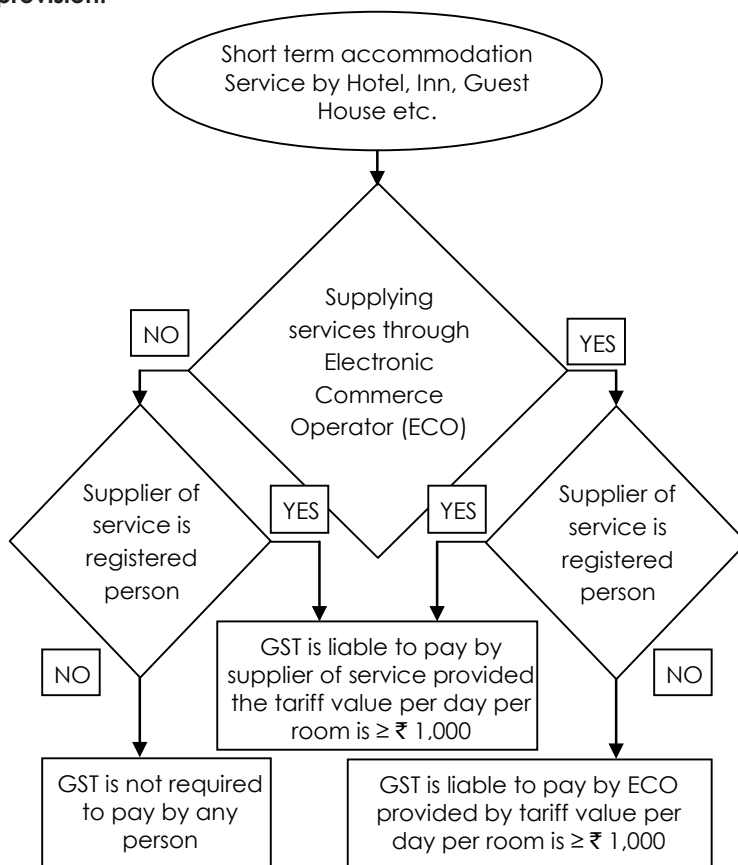 provision.
Short term accommodation
Service by Hotel, Inn, Guest
House etc.
Supplying
services through
Electronic
Commerce
Operator (ECO)
NO
YES
Supplier of
service is
registered
person
YES
YES
Supplier of
service is
registered
person
NO
GST is liable to pay by
supplier of service provided
the tariff value per day per
room is ≥ ₹ 1,000
NO
GST is not required
to pay by any
person
GST is liable to pay by ECO
provided by tariff value per
day per room is ≥ ₹ 1,000